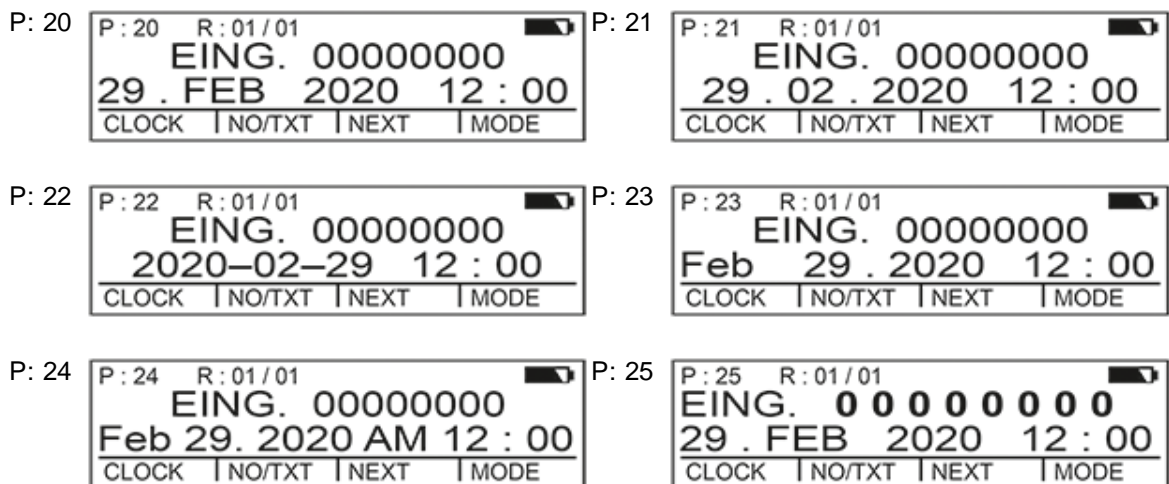 P: 20
P : 20 R : 01 / 01
EING. 00000000
29 . FEB 2020 12 : 00
CLOCK NO/TXT NEXT MODE
P: 21
P : 21 R : 01 / 01
EING. 00000000
29 . 02 . 2020 12 : 00
CLOCK NO/TXT NEXT MODE
P: 22
P : 22 R : 01 / 01
EING. 00000000
2020–02–29 12 : 00
CLOCK NO/TXT NEXT MODE
P: 23
P : 23 R : 01 / 01
EING. 00000000
Feb 29 . 2020 12 : 00
CLOCK NO/TXT NEXT MODE
P: 24
P : 24 R : 01 / 01
EING. 00000000
Feb 29. 2020 AM 12 : 00
CLOCK NO/TXT NEXT MODE
P: 25
P : 25 R : 01 / 01
EING. 0 0 0 0 0 0 0 0
29 . FEB 2020 12 : 00
CLOCK NO/TXT NEXT MODE